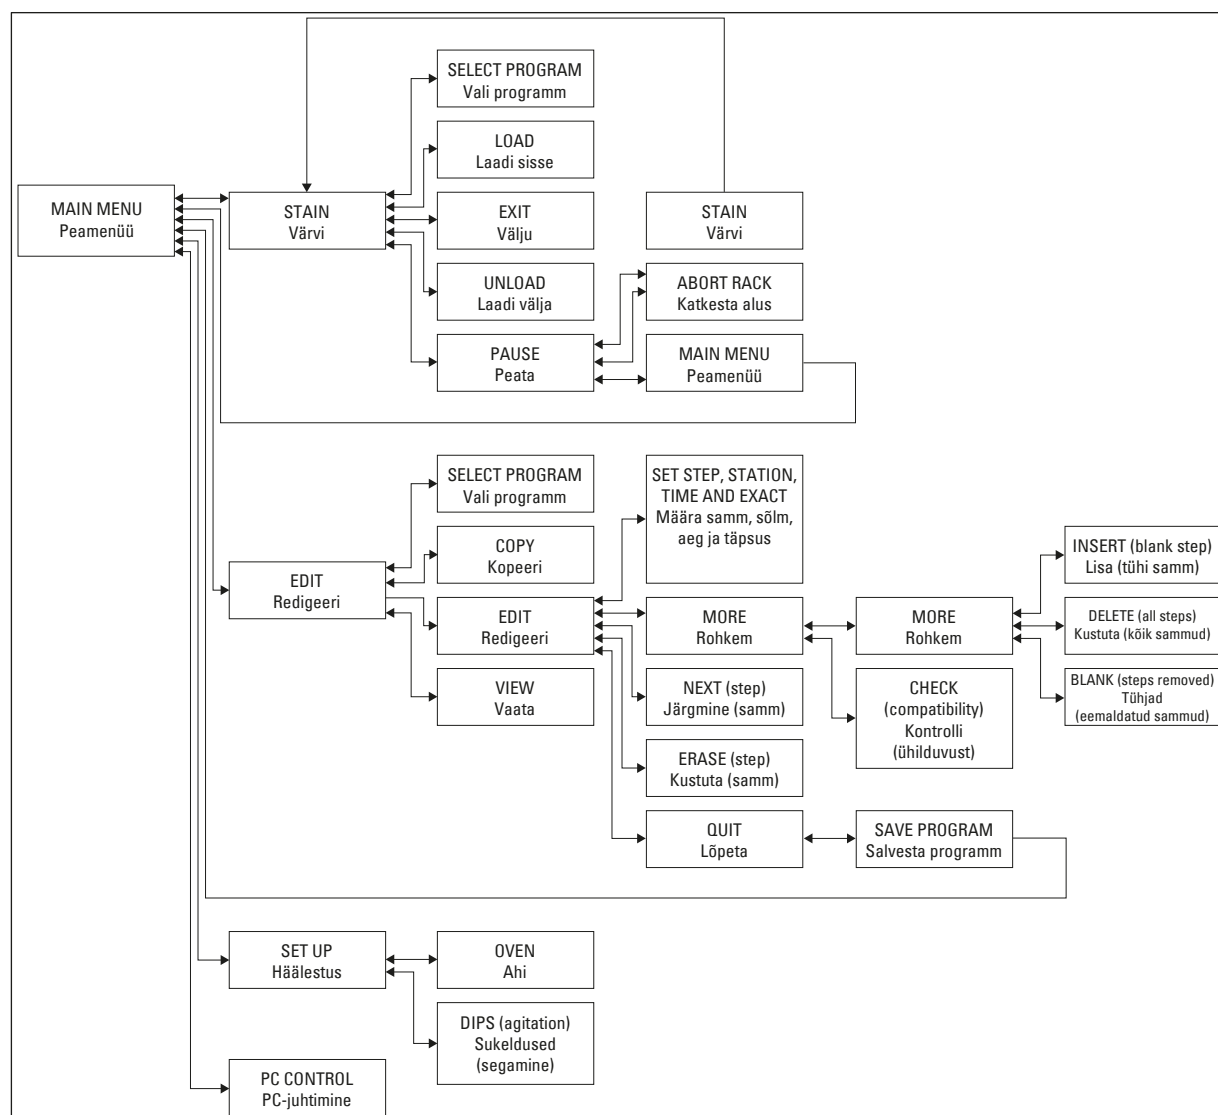 SELECT PROGRAM
Vali programm
LOAD
Laadi sisse
MAIN MENU
Peamenüü
STAIN
Värvi
EXIT
Välju
STAIN
Värvi
UNLOAD
Laadi välja
ABORT RACK
Katkesta alus
PAUSE
Peata
MAIN MENU
Peamenüü
SELECT PROGRAM
Vali programm
SET STEP, STATION,
TIME AND EXACT
Määra samm, sõlm,
aeg ja täpsus
COPY
Kopeeri
INSERT (blank step)
Lisa (tühi samm)
EDIT
Redigeeri
EDIT
Redigeeri
MORE
Rohkem
MORE
Rohkem
DELETE (all steps)
Kustuta (kõik sammud)
VIEW
Vaata
NEXT (step)
Järgmine (samm)
CHECK
(compatibility)
Kontrolli
(ühilduvust)
BLANK (steps removed)
Tühjad
(eemaldatud sammud)
ERASE (step)
Kustuta (samm)
QUIT
Lõpeta
SAVE PROGRAM
Salvesta programm
SET UP
Häälestus
OVEN
Ahi
DIPS (agitation)
Sukeldused
(segamine)
PC CONTROL
PC-juhtimine